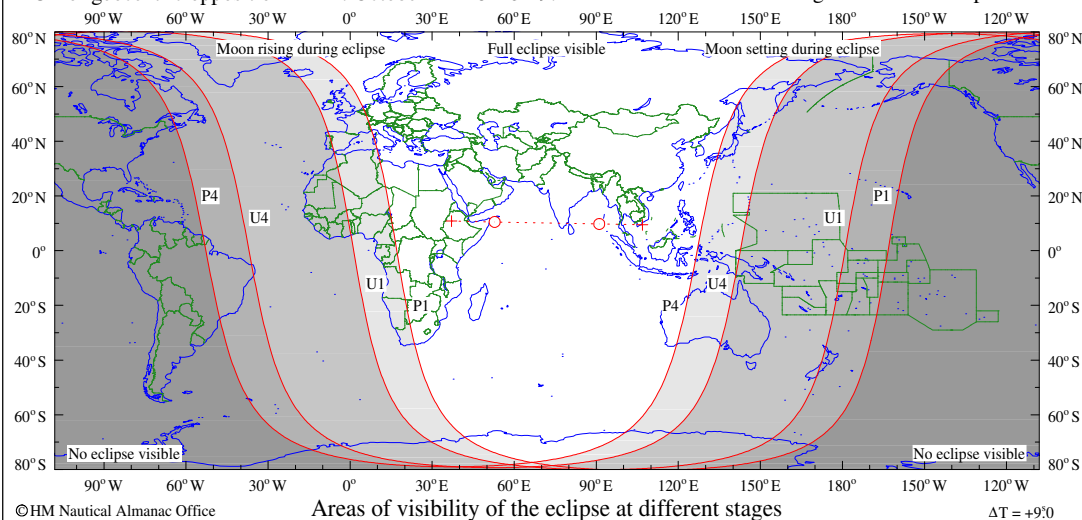 90°W 60°W 30°W 0° 30°E 60°E 90°E 120°E 150°E 180° 150°W 120°W
80°N Moon rising during eclipse Full eclipse visible Moon setting during eclipse 80°N
60°N 60°N
40°N 40°N
20°N P4 P1 20°N
U4 U1
0° 0°
U1 U4
20°S P1 P4 20°S
40°S 40°S
60°S 60°S
No eclipse visible No eclipse visible
80°S 80°S
90°W 60°W 30°W 0° 30°E 60°E 90°E 120°E 150°E 180° 150°W 120°W
©HM Nautical Almanac Office Areas of visibility of the eclipse at different stages ΔT = +9s.0